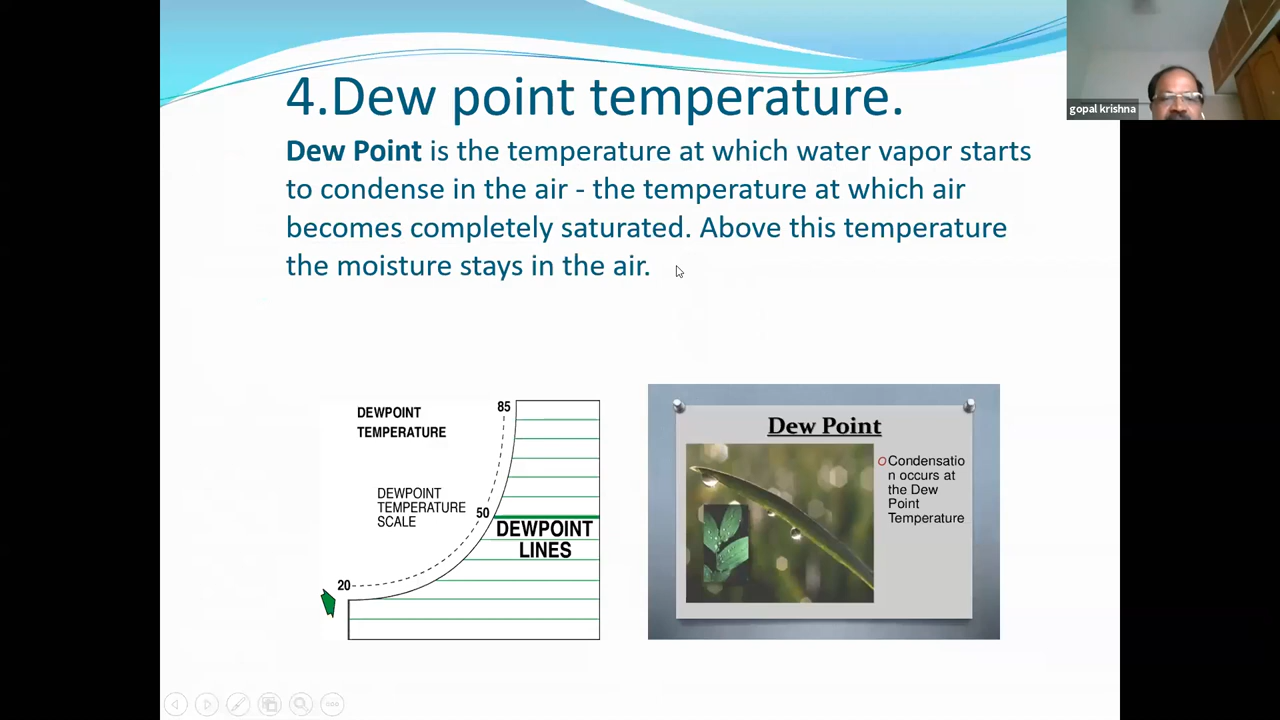 4.Dew point temperature.
gopal krishna
Dew Point is the temperature at which water vapor starts
to condense in the air - the temperature at which air
becomes completely saturated. Above this temperature
the moisture stays in the air.
DEWPOINT
TEMPERATURE
85
DEWPOINT
TEMPERATURE
SCALE
50
DEWPOINT
LINES
20
Dew Point
Condensatio
n occurs at
the Dew
Point
Temperature